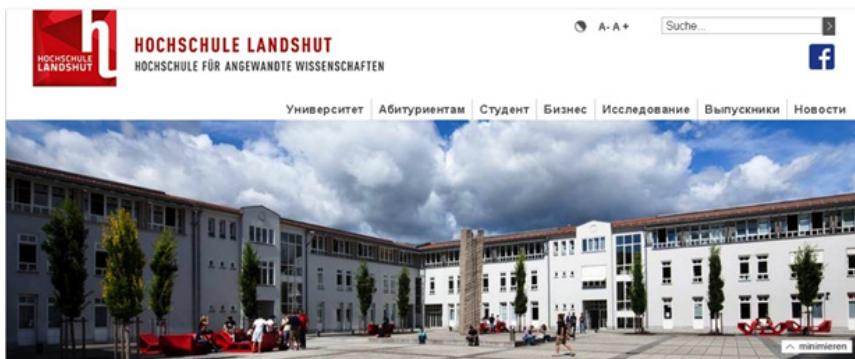 A- A+
Suche...
HOCHSCHULE
LANDSHUT
HOCHSCHULE LANDSHUT
HOCHSCHULE FÜR ANGEWANDTE WISSENSCHAFTEN
Университет Абитуриентам Студент Бизнес Исследование Выпускники Новости
minimieren